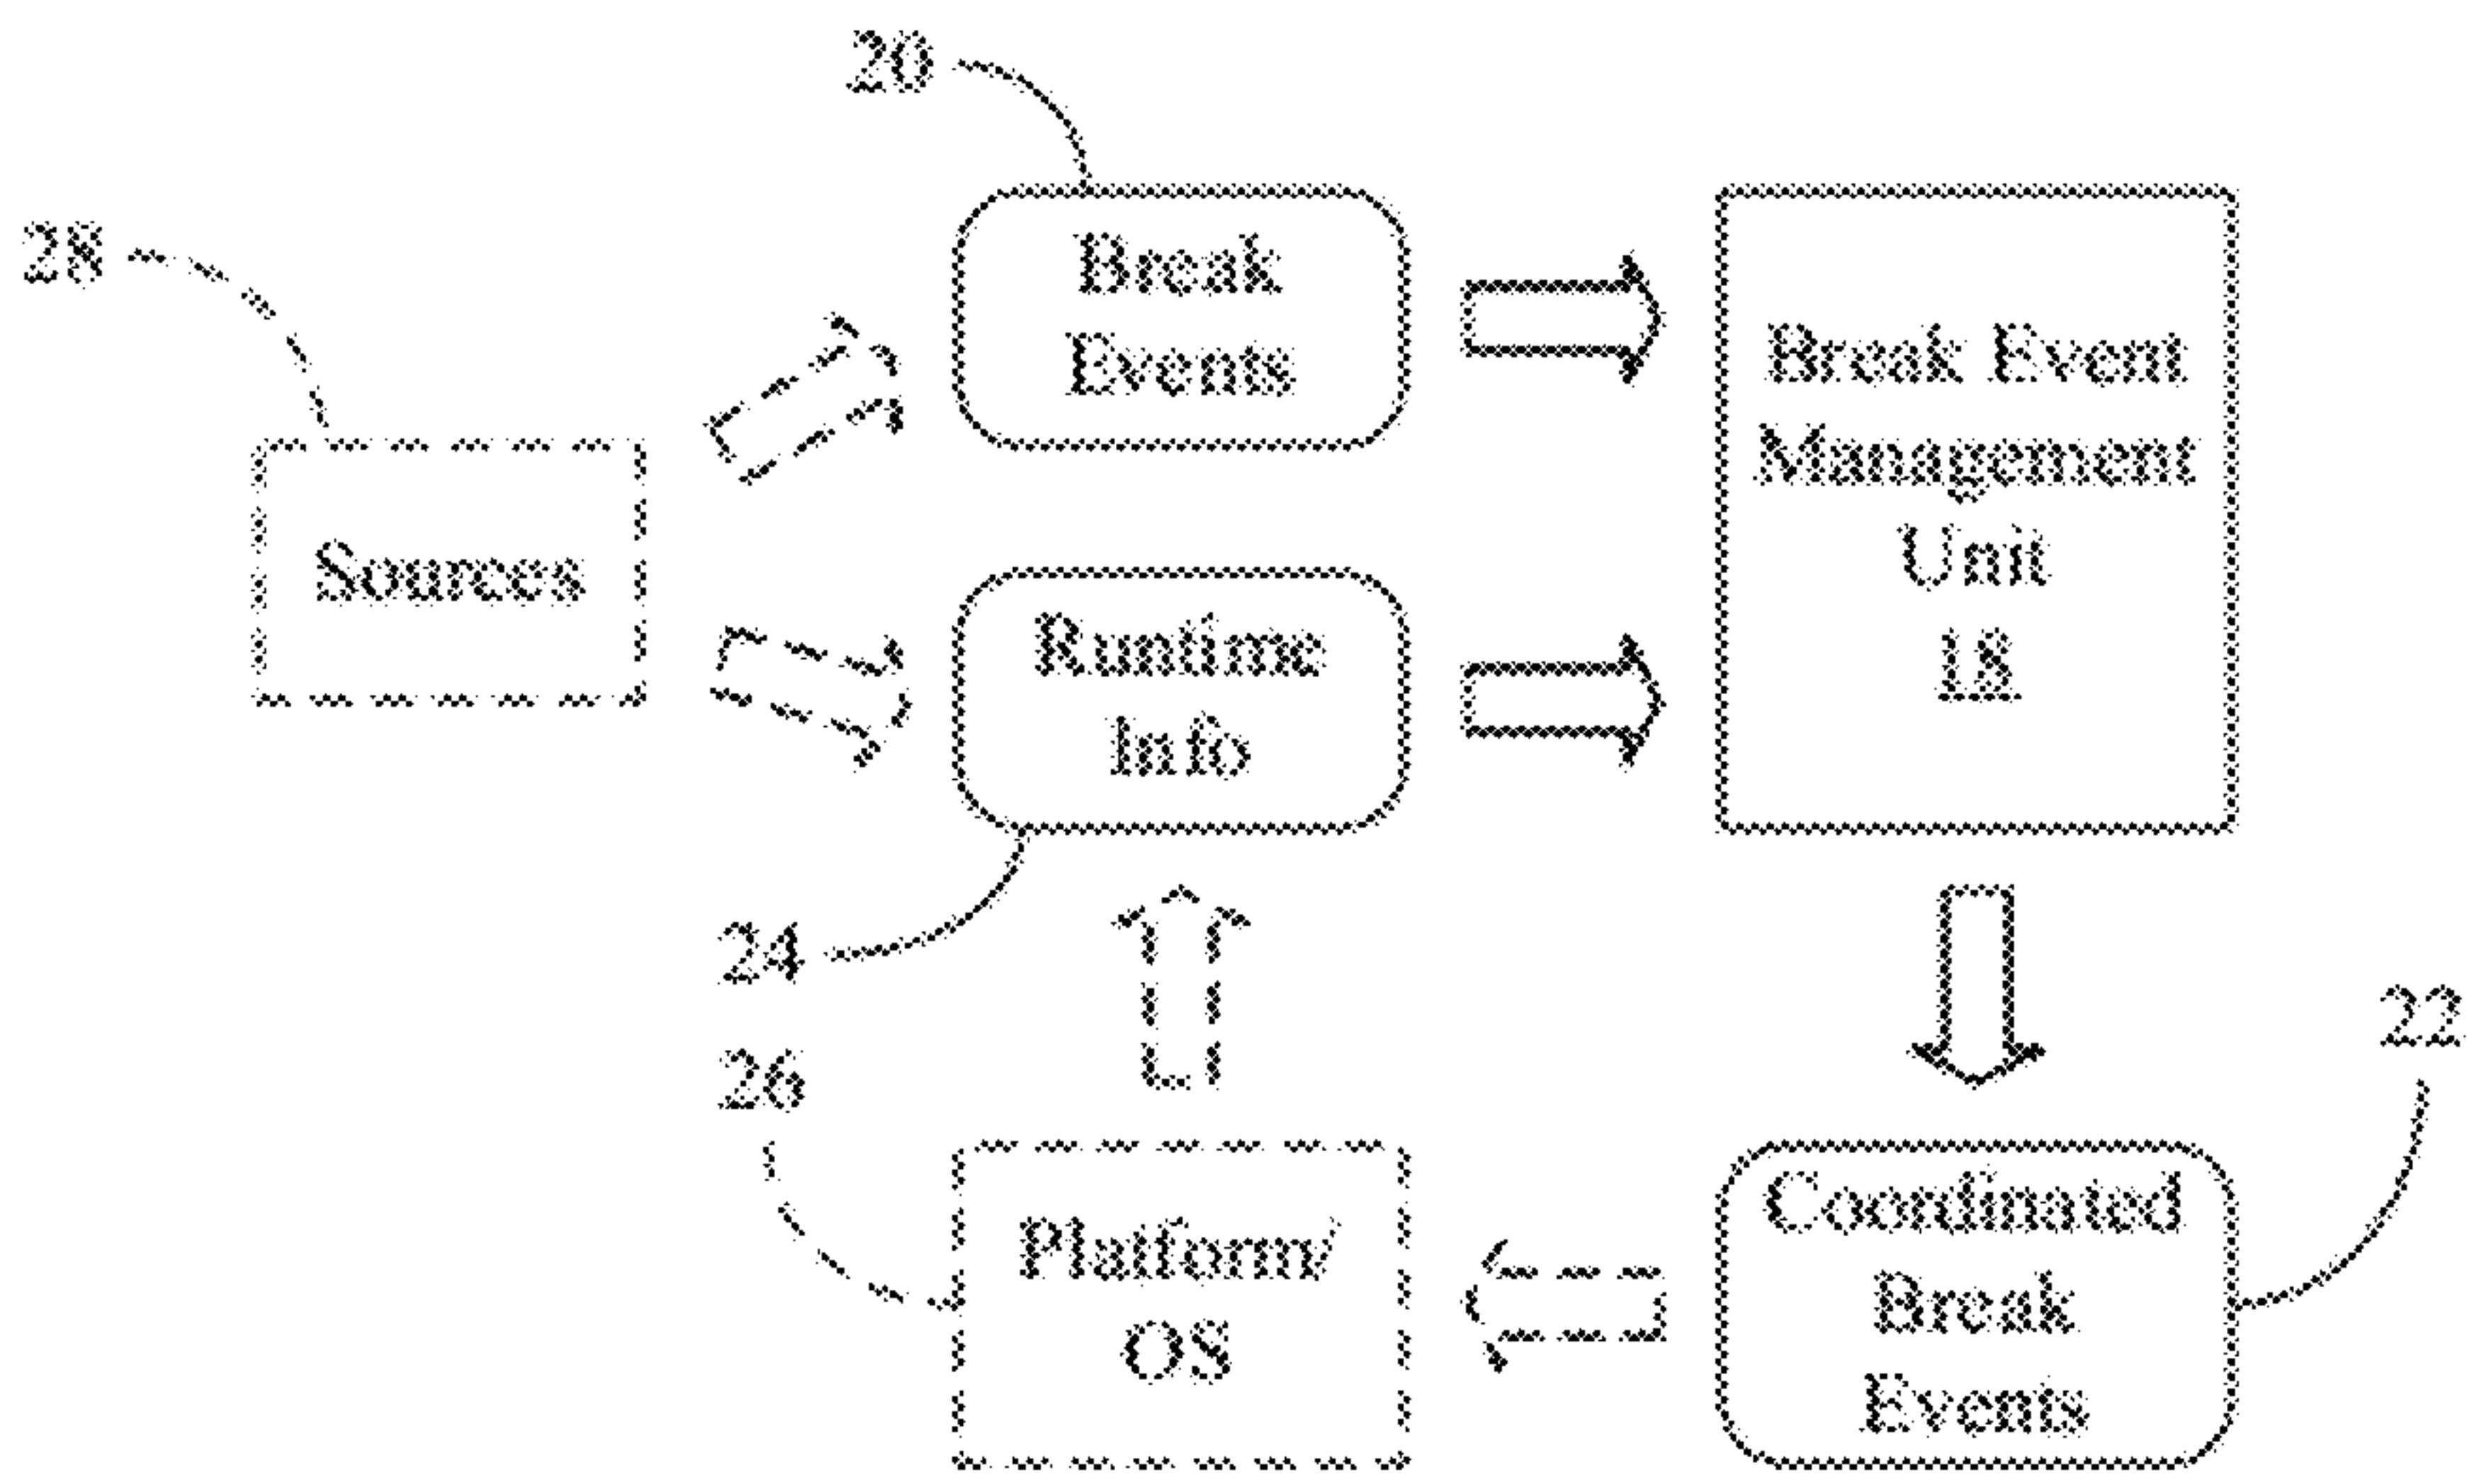 20
28
Break
Events
Break Event
Management
Unit
18
Sources
Runtime
Info
24
26
22
Platform/
OS
Coordinated
Break
Events